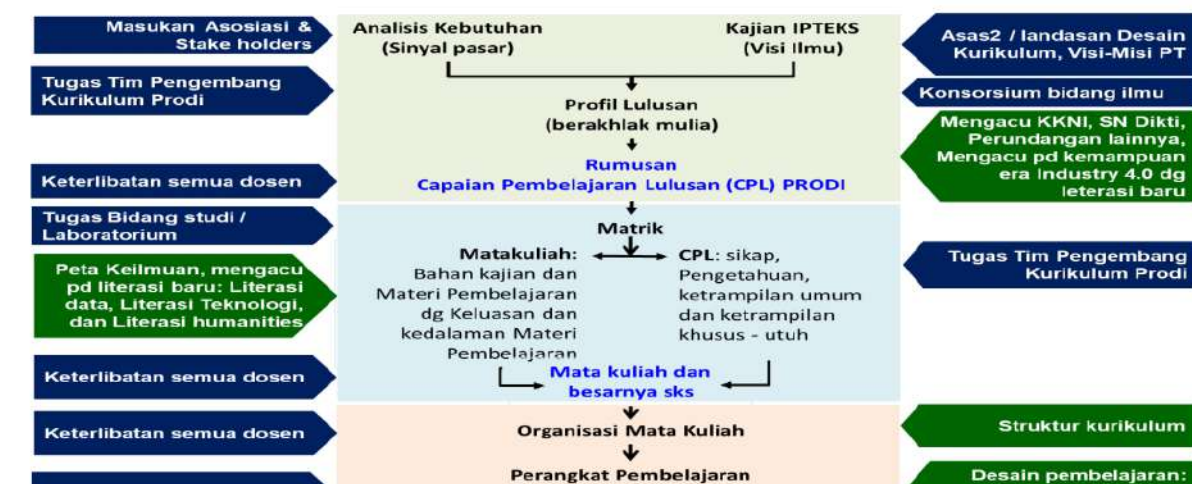 Masukan Asosiasi &
Stake holders
Analisis Kebutuhan
(Sinyal pasar)
Kajian IPTEKS
(Visi Ilmu)
Asas2 / landasan Desain
Kurikulum, Visi-Misi PT
Tugas Tim Pengembang
Kurikulum Prodi
Konsorsium bidang ilmu
Profil Lulusan
(berakhlak mulia)
Mengacu KKNI, SN Dikti,
Perundangan lainnya,
Mengacu pd kemampuan
era Industry 4.0 dg
leterasi baru
Keterlibatan semua dosen
Rumusan
Capaian Pembelajaran Lulusan (CPL) PRODI
Tugas Bidang studi /
Laboratorium
Matrik
Peta Keilmuan, mengacu
pd literasi baru: Literasi
data, Literasi Teknologi,
dan Literasi humanities
Matakuliah:
Bahan kajian dan
Materi Pembelajaran
dg Keluasan dan
kedalaman Materi
Pembelajaran
CPL: sikap,
Pengetahuan,
ketrampilan umum
dan ketrampilan
khusus - utuh
Tugas Tim Pengembang
Kurikulum Prodi
Keterlibatan semua dosen
Mata kuliah dan
besarnya sks
Keterlibatan semua dosen
Organisasi Mata Kuliah
Struktur kurikulum
Perangkat Pembelajaran
Desain pembelajaran: